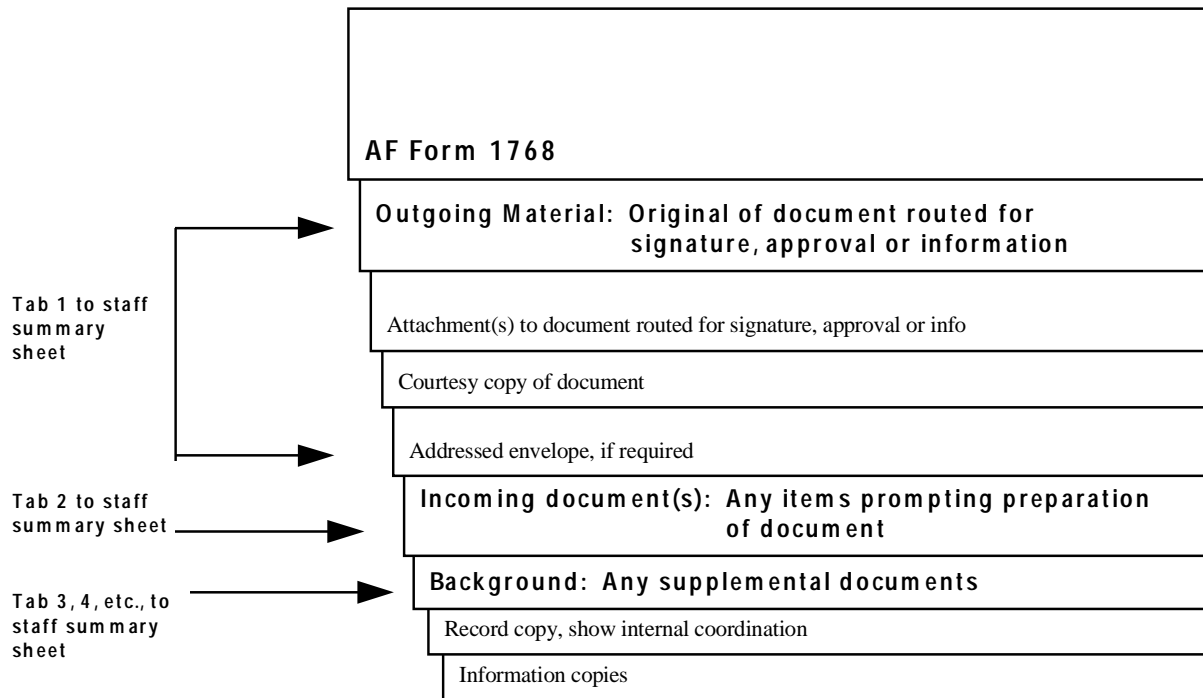 AF Form 1768
Outgoing Material: Original of document routed for
signature, approval or information
Tab 1 to staff
summary
sheet
Attachment(s) to document routed for signature, approval or info
Courtesy copy of document
Addressed envelope, if required
Tab 2 to staff
summary sheet
Incoming document(s): Any items prompting preparation
of document
Background: Any supplemental documents
Tab 3, 4, etc., to
staff summary
sheet
Record copy, show internal coordination
Information copies